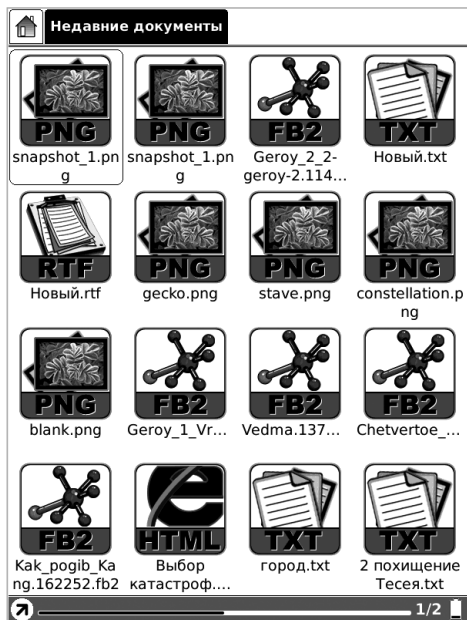 Недавние документы
PNG PNG FB2 TXT
snapshot_1.pn snapshot_1.pn Geroy_2_2- Новый.txt
g g geroy-2.114...
RTF PNG PNG PNG
Новый.rtf gecko.png stave.png constellation.p
ng
PNG FB2 FB2 FB2
blank.png Geroy_1_Vr... Vedma.137... Chetvertoe_...
FB2 HTML TXT TXT
Kak_pogib_Ka Выбор город.txt 2 похищение
ng.162252.fb2 катастроф.... Тесея.txt
1/2